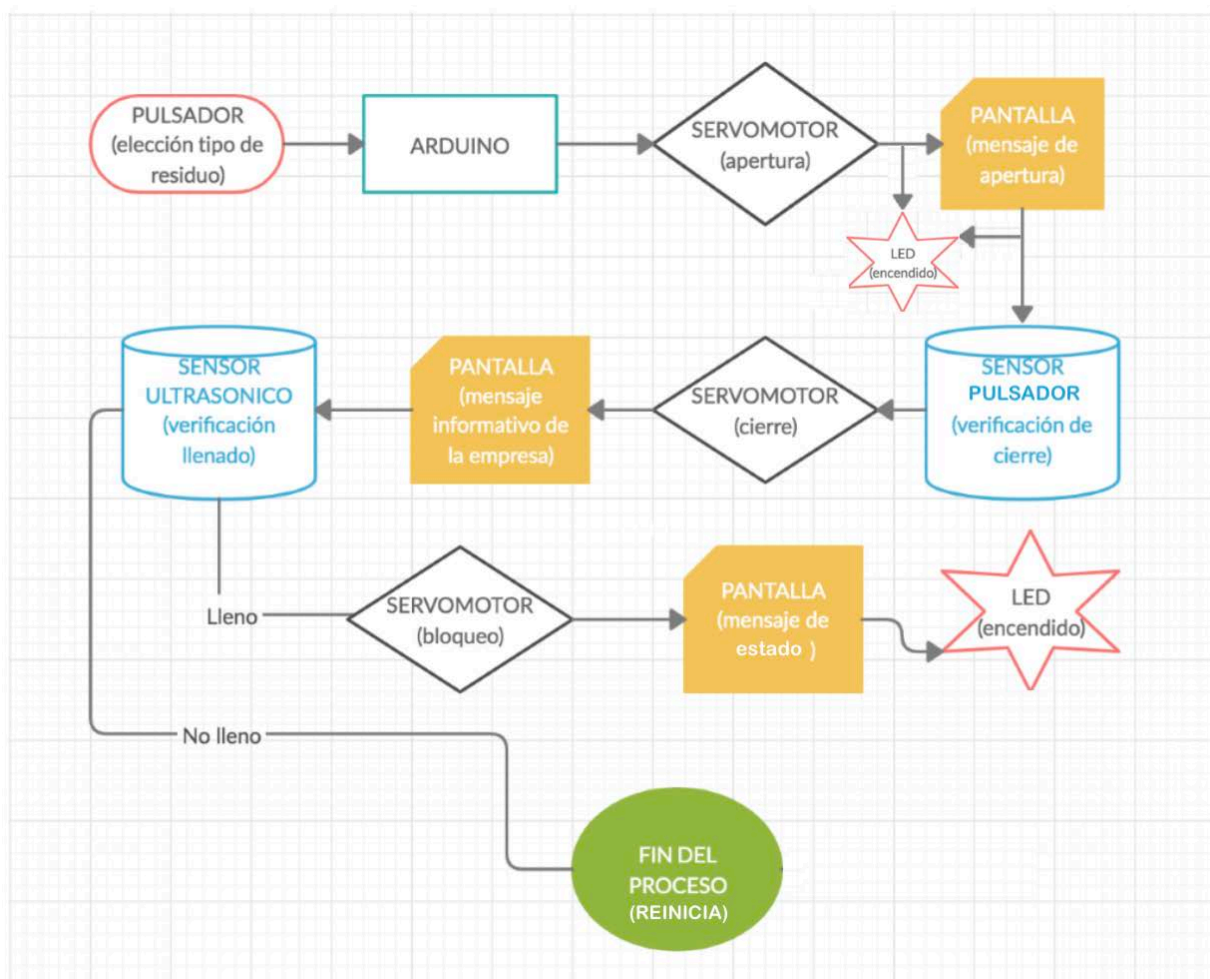 PULSADOR
(elección tipo de
residuo)
ARDUINO
SERVOMOTOR
(apertura)
PANTALLA
(mensaje de
apertura)
LED
(encendido)
SENSOR
ULTRASONICO
(verificación
llenado)
PANTALLA
(mensaje
informativo de
la empresa)
SERVOMOTOR
(cierre)
SENSOR
PULSADOR
(verificación de
cierre)
Lleno
SERVOMOTOR
(bloqueo)
PANTALLA
(mensaje de
estado )
LED
(encendido)
No lleno
FIN DEL
PROCESO
(REINICIA)